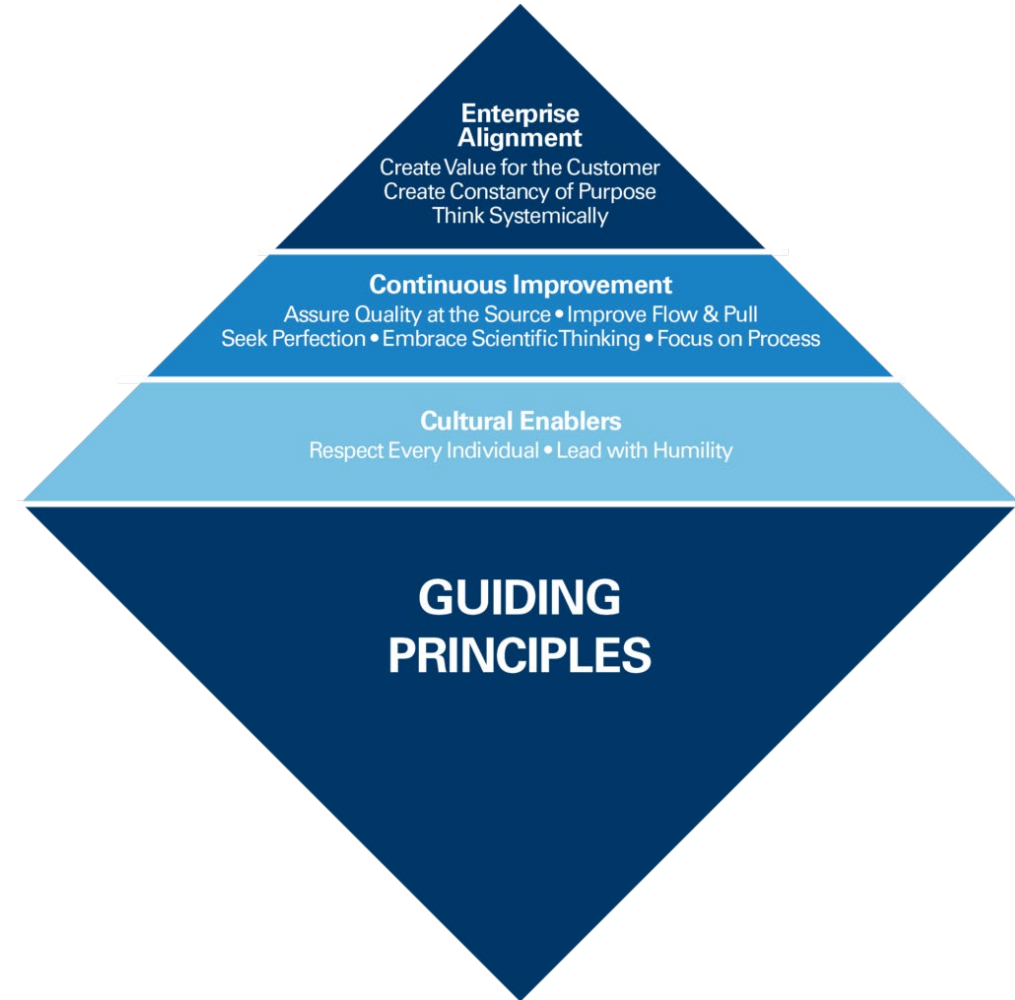 Enterprise
Alignment
Create Value for the Customer
Create Constancy of Purpose
Think Systemically
Continuous Improvement
Assure Quality at the Source • Improve Flow & Pull
Seek Perfection • Embrace Scientific Thinking • Focus on Process
Cultural Enablers
Respect Every Individual • Lead with Humility
GUIDING
PRINCIPLES